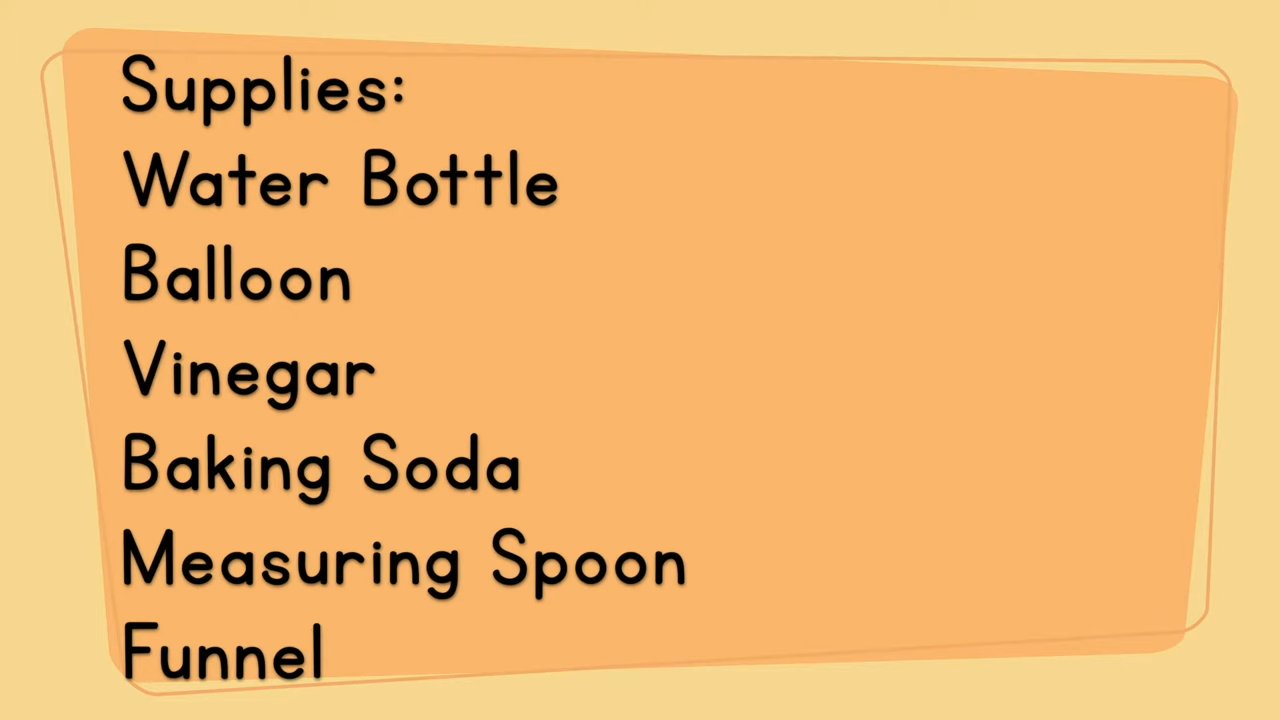 Supplies:
Water Bottle
Balloon
Vinegar
Baking Soda
Measuring Spoon
Funnel